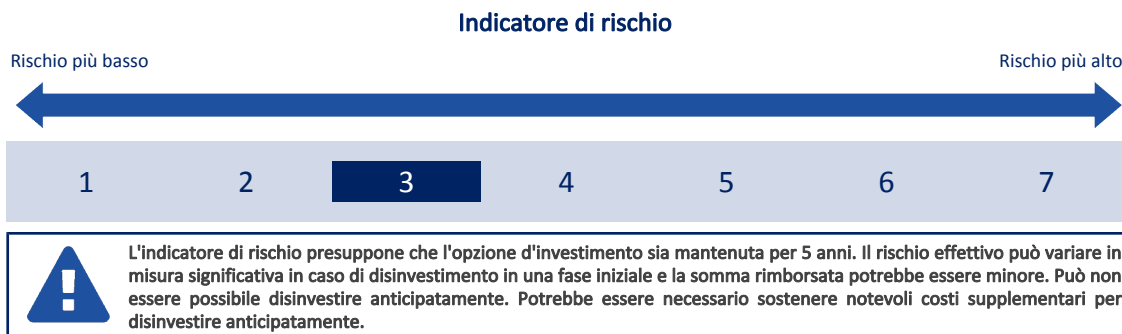 Indicatore di rischio
Rischio più basso
Rischio più alto
1 2 3 4 5 6 7
L'indicatore di rischio presuppone che l'opzione d'investimento sia mantenuta per 5 anni. Il rischio effettivo può variare in
misura significativa in caso di disinvestimento in una fase iniziale e la somma rimborsata potrebbe essere minore. Può non
essere possibile disinvestire anticipatamente. Potrebbe essere necessario sostenere notevoli costi supplementari per
disinvestire anticipatamente.